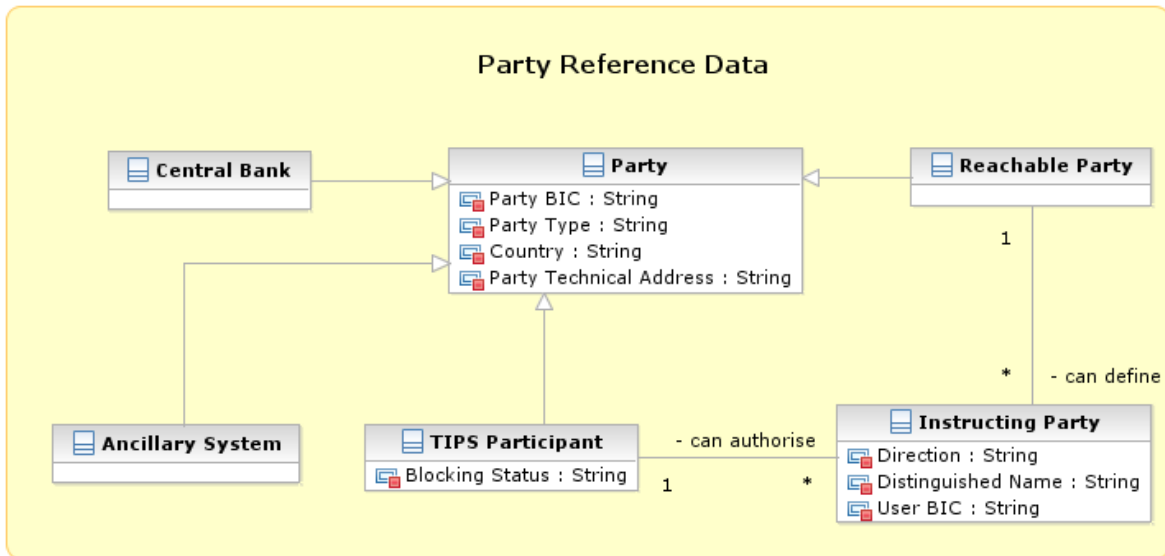 Party Reference Data
Central Bank
Party
Party BIC : String
Party Type : String
Country : String
Party Technical Address : String
Reachable Party
1
*
- can define
Ancillary System
TIPS Participant
Blocking Status : String
- can authorise
1
*
Instructing Party
Direction : String
Distinguished Name : String
User BIC : String